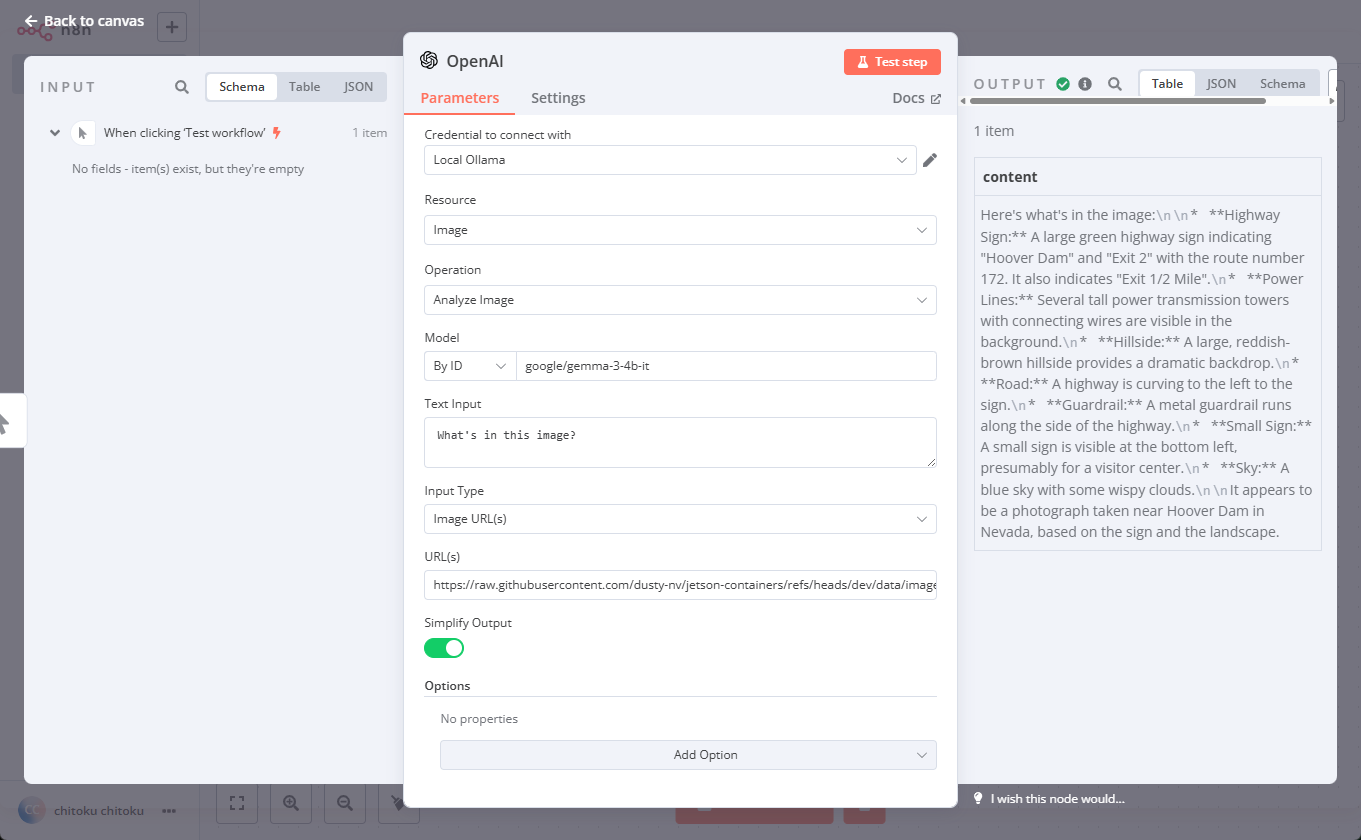 Back to canvas
n8n
INPUT
Schema
Table
JSON
When clicking ‘Test workflow’
1 item
No fields - item(s) exist, but they're empty
OpenAI
Test step
Parameters
Settings
Docs
Credential to connect with
Local Ollama
Resource
Image
Operation
Analyze Image
Model
By ID
google/gemma-3-4b-it
Text Input
What's in this image?
Input Type
Image URL(s)
URL(s)
https://raw.githubusercontent.com/dusty-nv/jetson-containers/refs/heads/dev/data/image
Simplify Output
Options
No properties
Add Option
OUTPUT
Table
JSON
Schema
1 item
content
Here's what's in the image:\n\n*   **Highway
Sign:** A large green highway sign indicating
"Hoover Dam" and "Exit 2" with the route number
172. It also indicates "Exit 1/2 Mile".\n*   **Power
Lines:** Several tall power transmission towers
with connecting wires are visible in the
background.\n*   **Hillside:** A large, reddish-
brown hillside provides a dramatic backdrop.\n*
**Road:** A highway is curving to the left to the
sign.\n*   **Guardrail:** A metal guardrail runs
along the side of the highway.\n*   **Small Sign:**
A small sign is visible at the bottom left,
presumably for a visitor center.\n*   **Sky:** A
blue sky with some wispy clouds.\n\nIt appears to
be a photograph taken near Hoover Dam in
Nevada, based on the sign and the landscape.
CC
chitoku chitoku
I wish this node would...